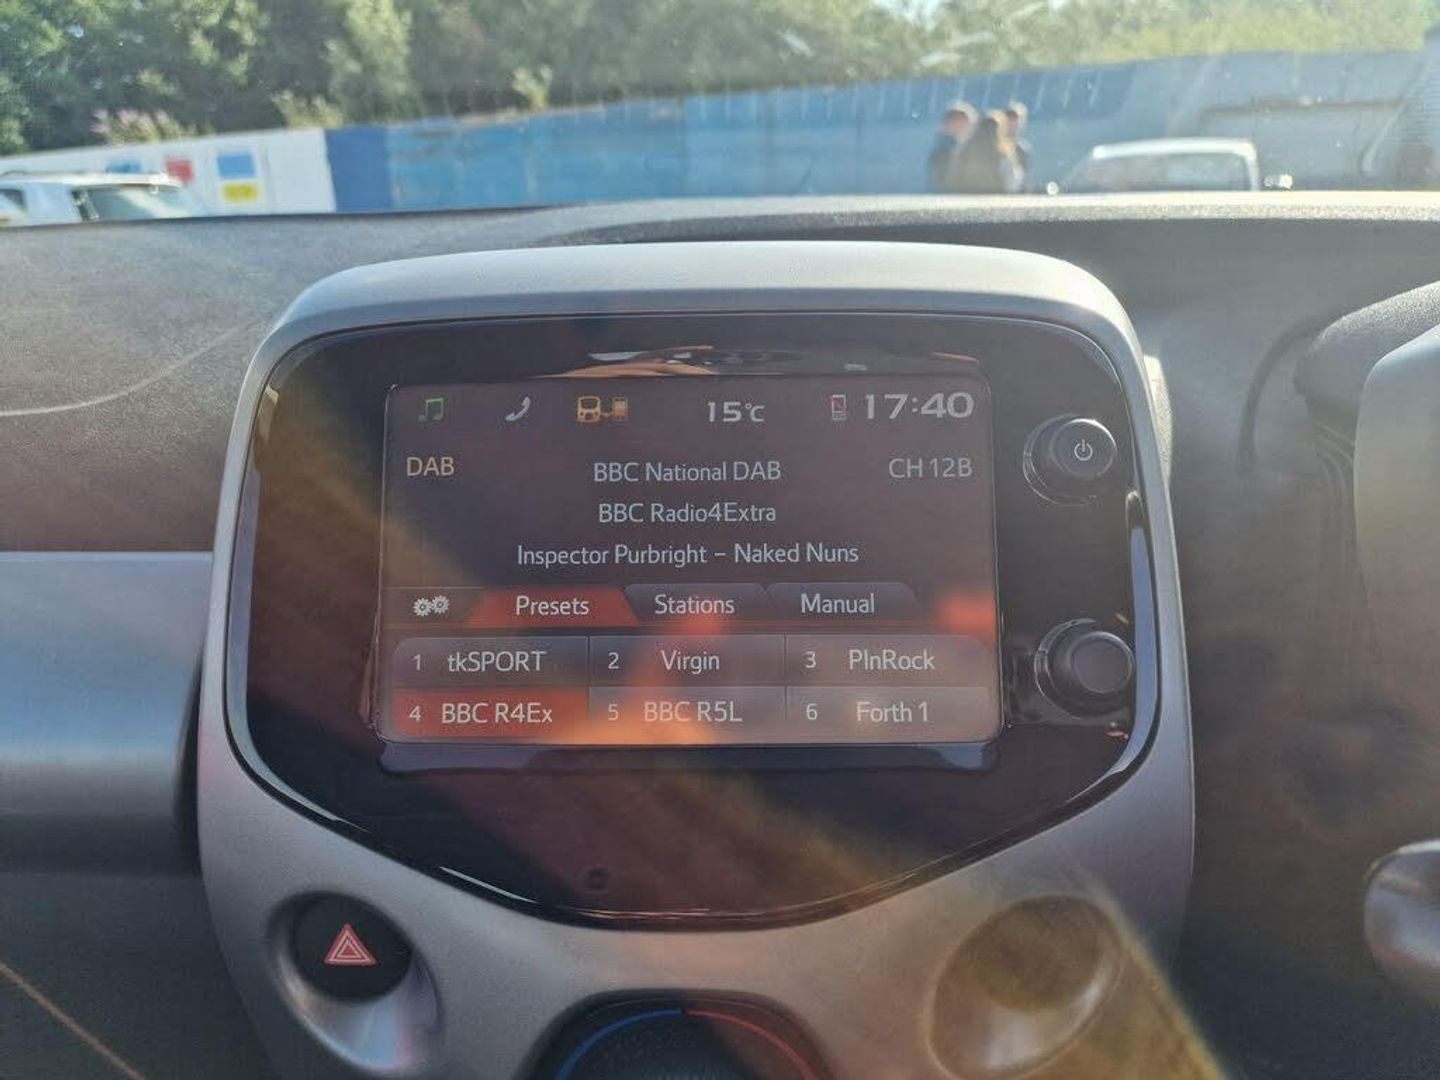 15°C 17:40
DAB BBC National DAB CH 12B
BBC Radio4Extra
Inspector Purbright – Naked Nuns
Presets Stations Manual
1 tkSPORT 2 Virgin 3 PlnRock
4 BBC R4Ex 5 BBC R5L 6 Forth 1